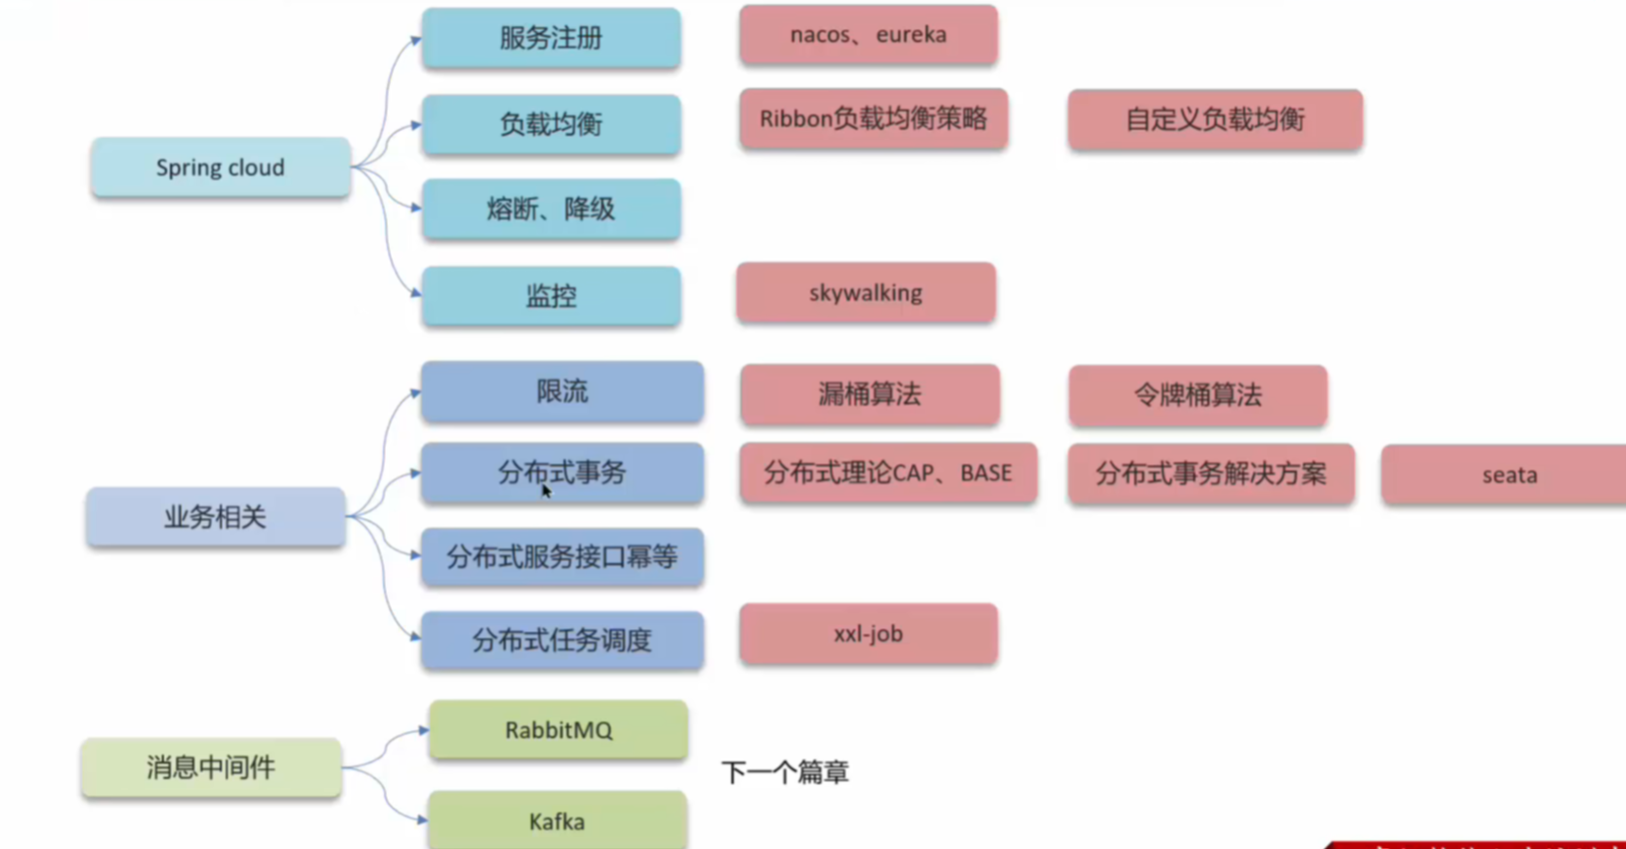 服务注册
nacos、eureka
Spring cloud
负载均衡
Ribbon负载均衡策略
自定义负载均衡
熔断、降级
监控
skywalking
业务相关
限流
漏桶算法
令牌桶算法
分布式事务
分布式理论CAP、BASE
分布式事务解决方案
seata
分布式服务接口幂等
分布式任务调度
xxl-job
消息中间件
RabbitMQ
下一个篇章
Kafka